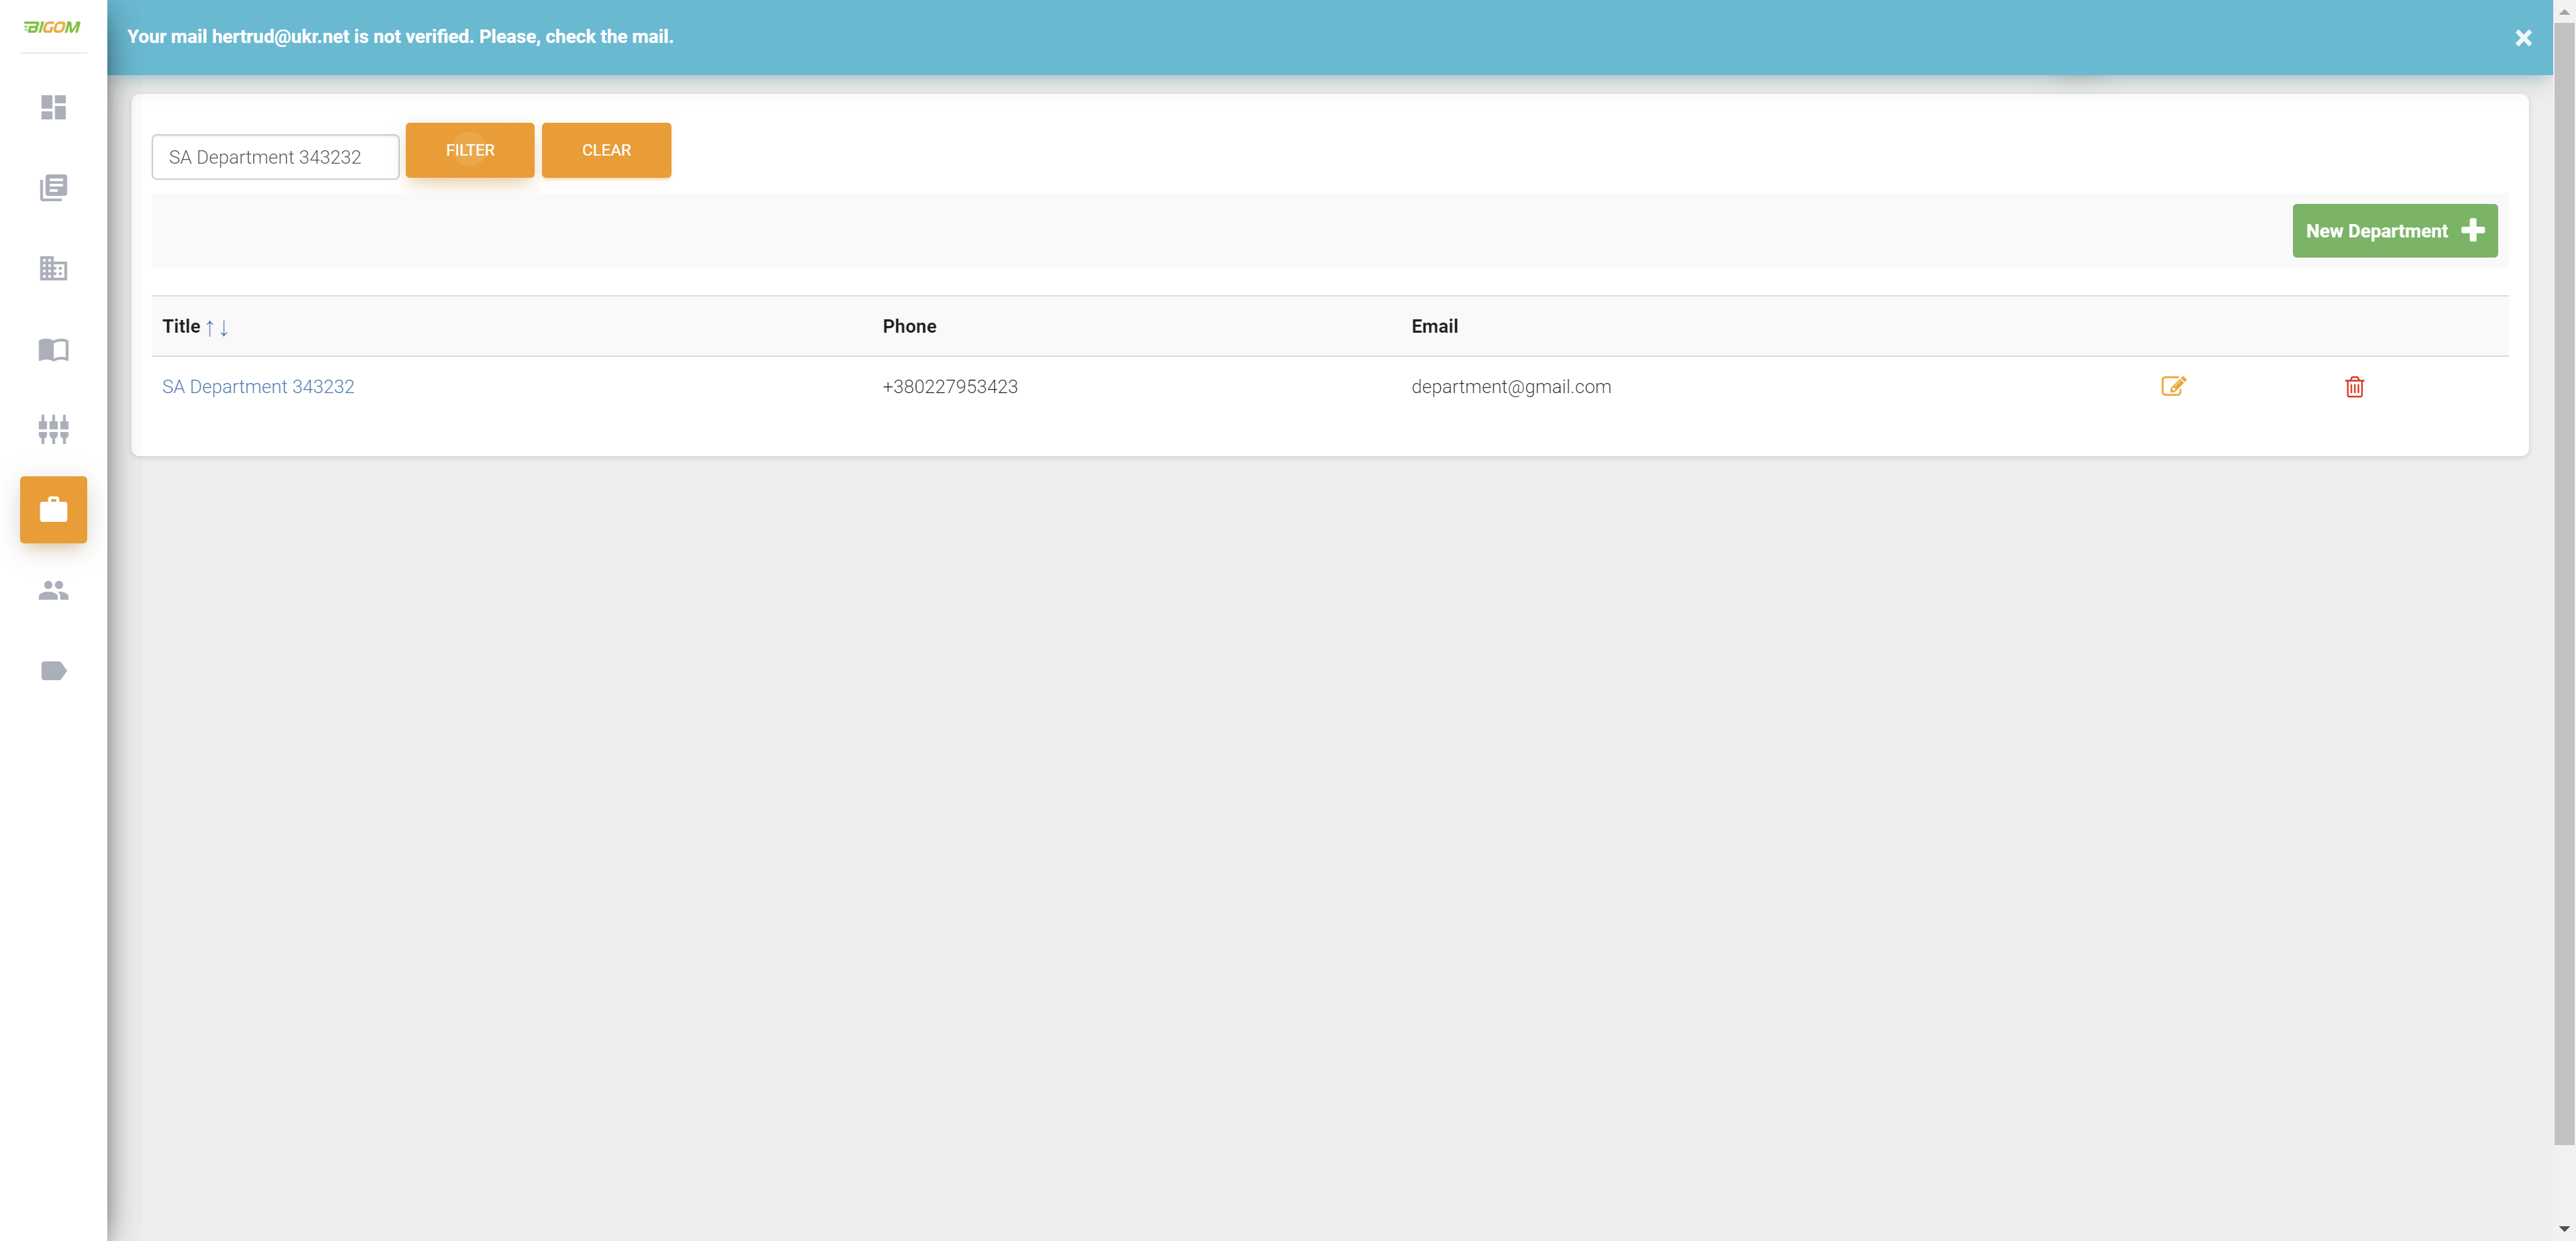 BIGOM
Your mail hertrud@ukr.net is not verified. Please, check the mail.
SA Department 343232
FILTER
CLEAR
New Department
Title ↑↓
Phone
Email
SA Department 343232
+380227953423
department@gmail.com